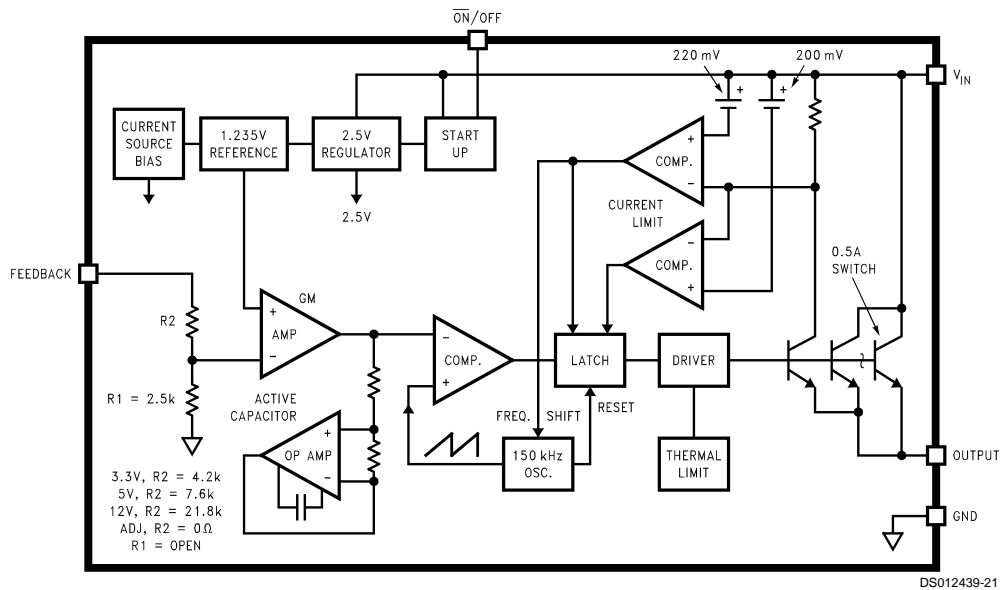 ON/OFF
220 mV
200 mV
+
+
VIN
CURRENT
SOURCE
BIAS
1.235V
REFERENCE
2.5V
REGULATOR
START
UP
2.5V
+
COMP.
−
CURRENT
LIMIT
−
COMP.
+
0.5A
SWITCH
FEEDBACK
R2
R1 = 2.5k
GM
+
AMP
−
−
COMP.
+
LATCH
DRIVER
ACTIVE
CAPACITOR
+
OP AMP
−
FREQ. SHIFT
RESET
150 kHz
OSC.
THERMAL
LIMIT
OUTPUT
GND
3.3V, R2 = 4.2k
5V, R2 = 7.6k
12V, R2 = 21.8k
ADJ, R2 = 0Ω
R1 = OPEN
DS012439-21